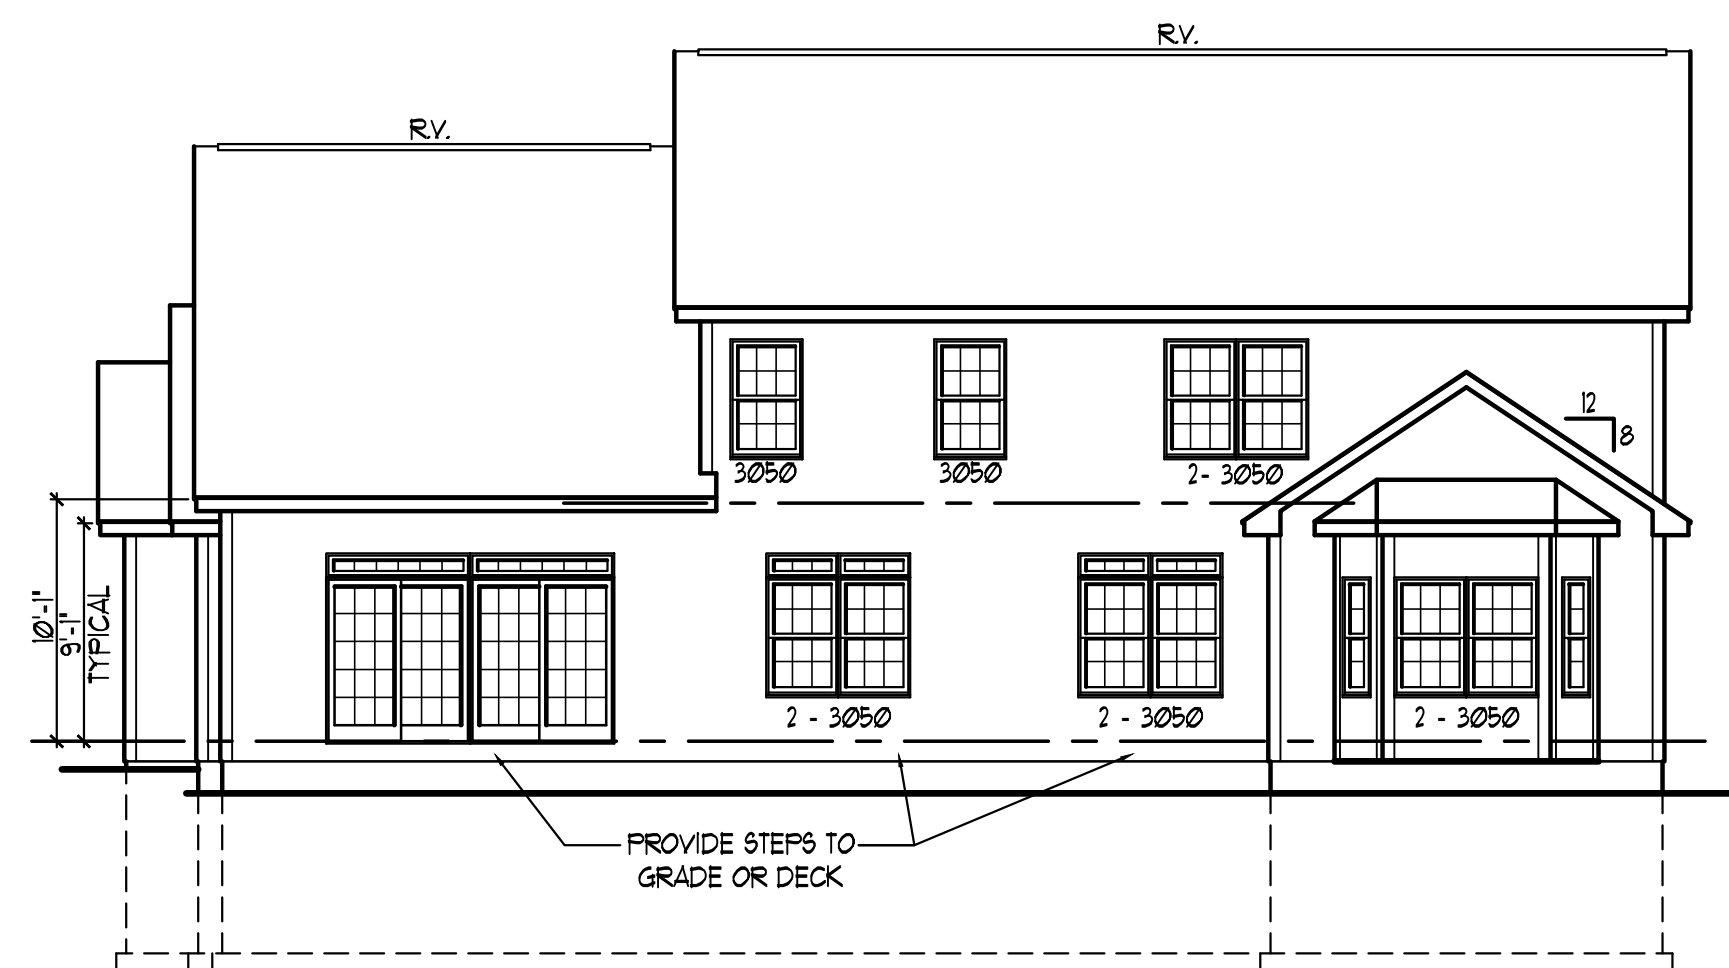 R.V.
R.V.
12
8
3050
3050
2 - 3050
10'-1"
9'-1"
TYPICAL
2 - 3050
2 - 3050
2 - 3050
PROVIDE STEPS TO
GRADE OR DECK